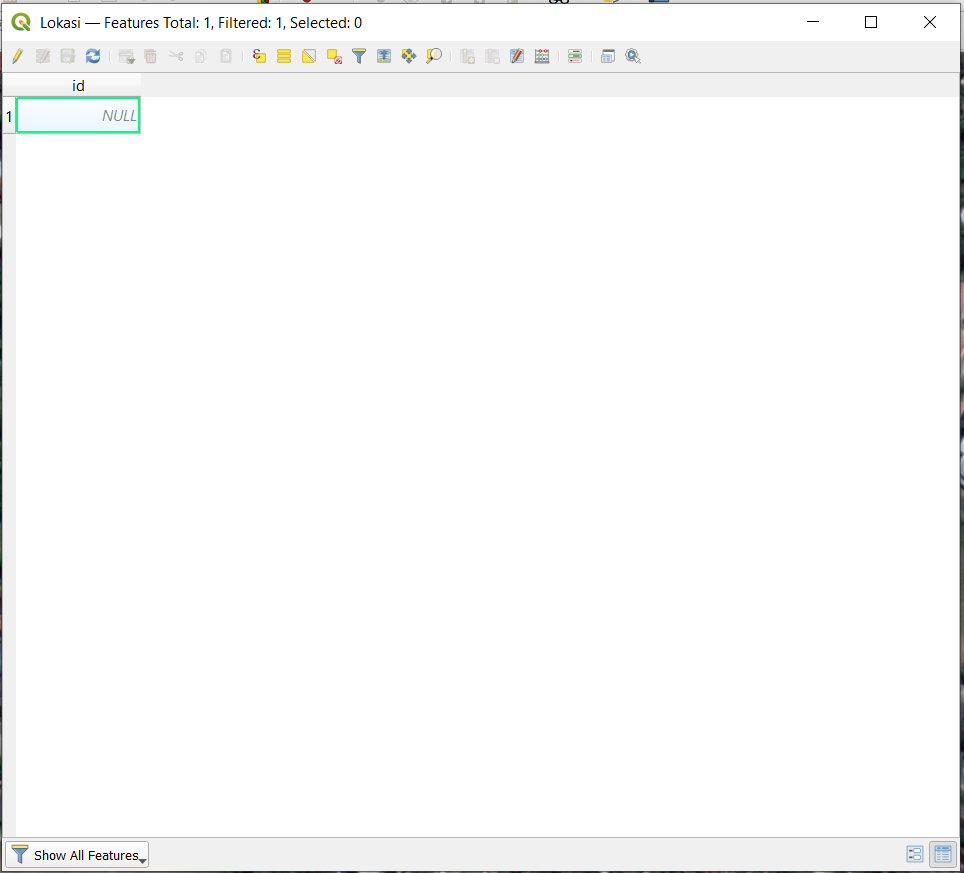 Lokasi — Features Total: 1, Filtered: 1, Selected: 0
id
1 NULL
Show All Features